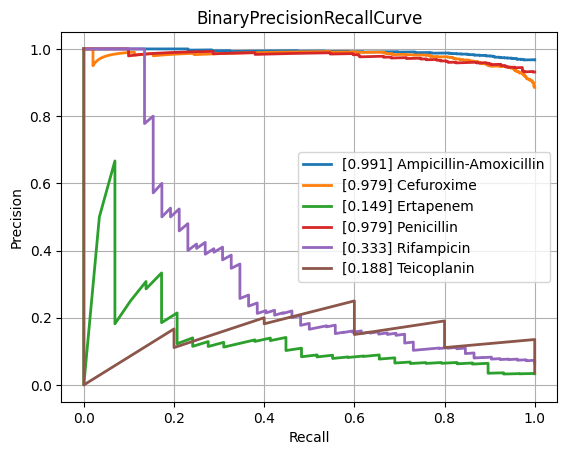 BinaryPrecisionRecallCurve
1.0
0.8
0.6
0.4
0.2
0.0
Precision
[0.991] Ampicillin-Amoxicillin
[0.979] Cefuroxime
[0.149] Ertapenem
[0.979] Penicillin
[0.333] Rifampicin
[0.188] Teicoplanin
0.0 0.2 0.4 0.6 0.8 1.0
Recall